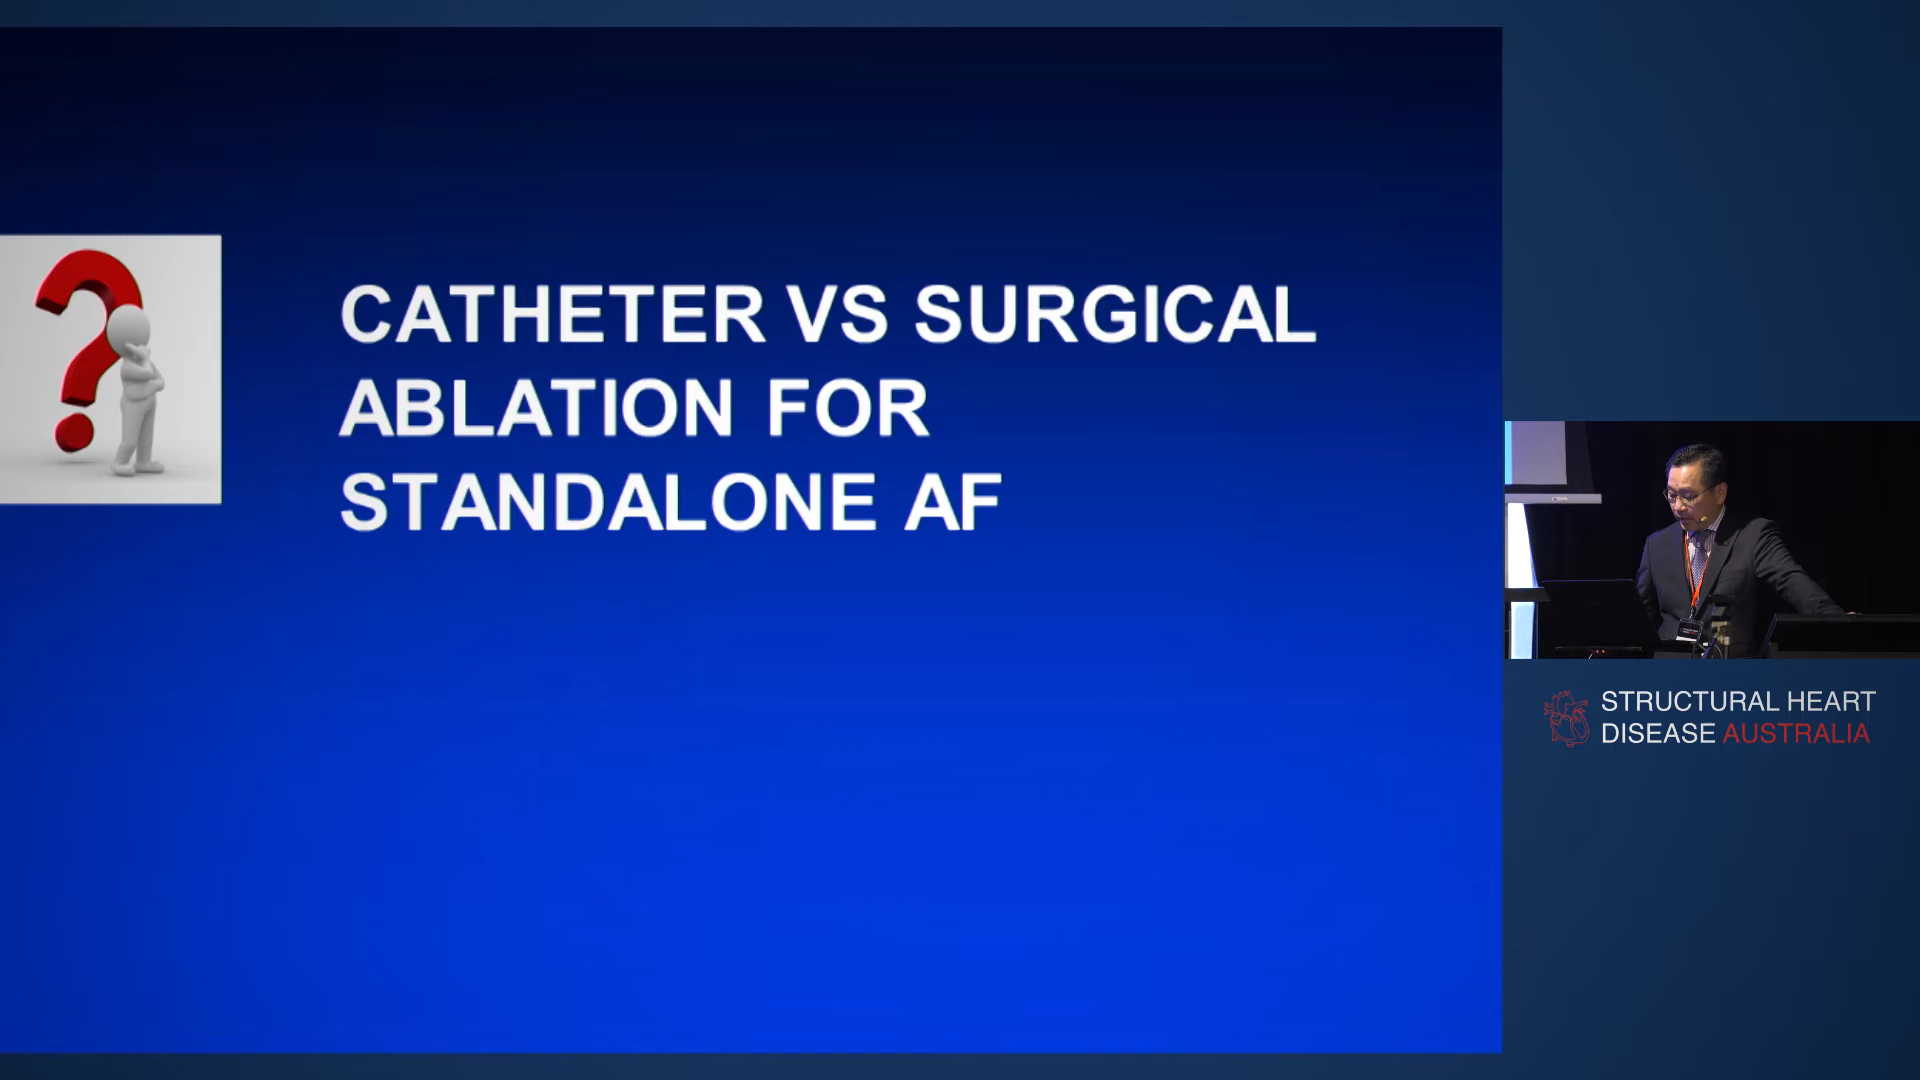 CATHETER VS SURGICAL
ABLATION FOR
STANDALONE AF
STRUCTURAL HEART
DISEASE AUSTRALIA